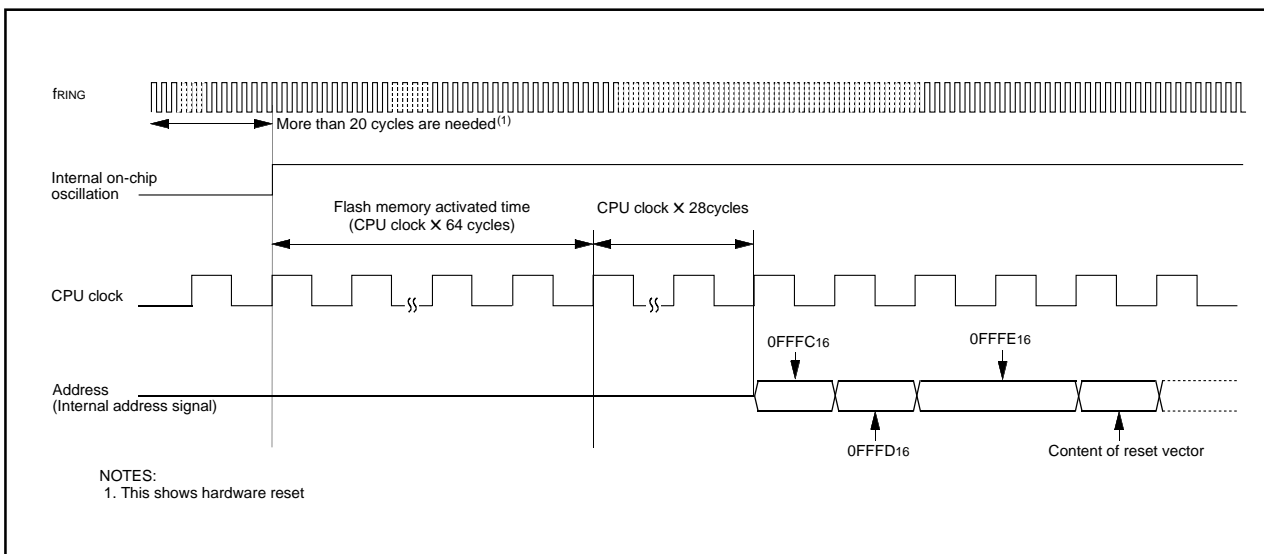 fRING
More than 20 cycles are needed(1)
Internal on-chip
oscillation
Flash memory activated time
(CPU clock X 64 cycles)
CPU clock X 28cycles
CPU clock
0FFFC16
0FFFE16
Address
(Internal address signal)
0FFFD16
Content of reset vector
NOTES:
1. This shows hardware reset